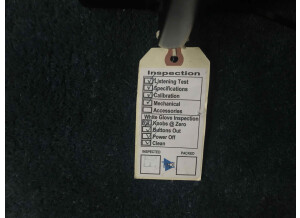 Inspection
Listening Test
Specifications
Calibration
Mechanical
Accessories
White Glove Inspection
Knobs @ Zero
Buttons Out
Power Off
Clean
INSPECTED
PACKED